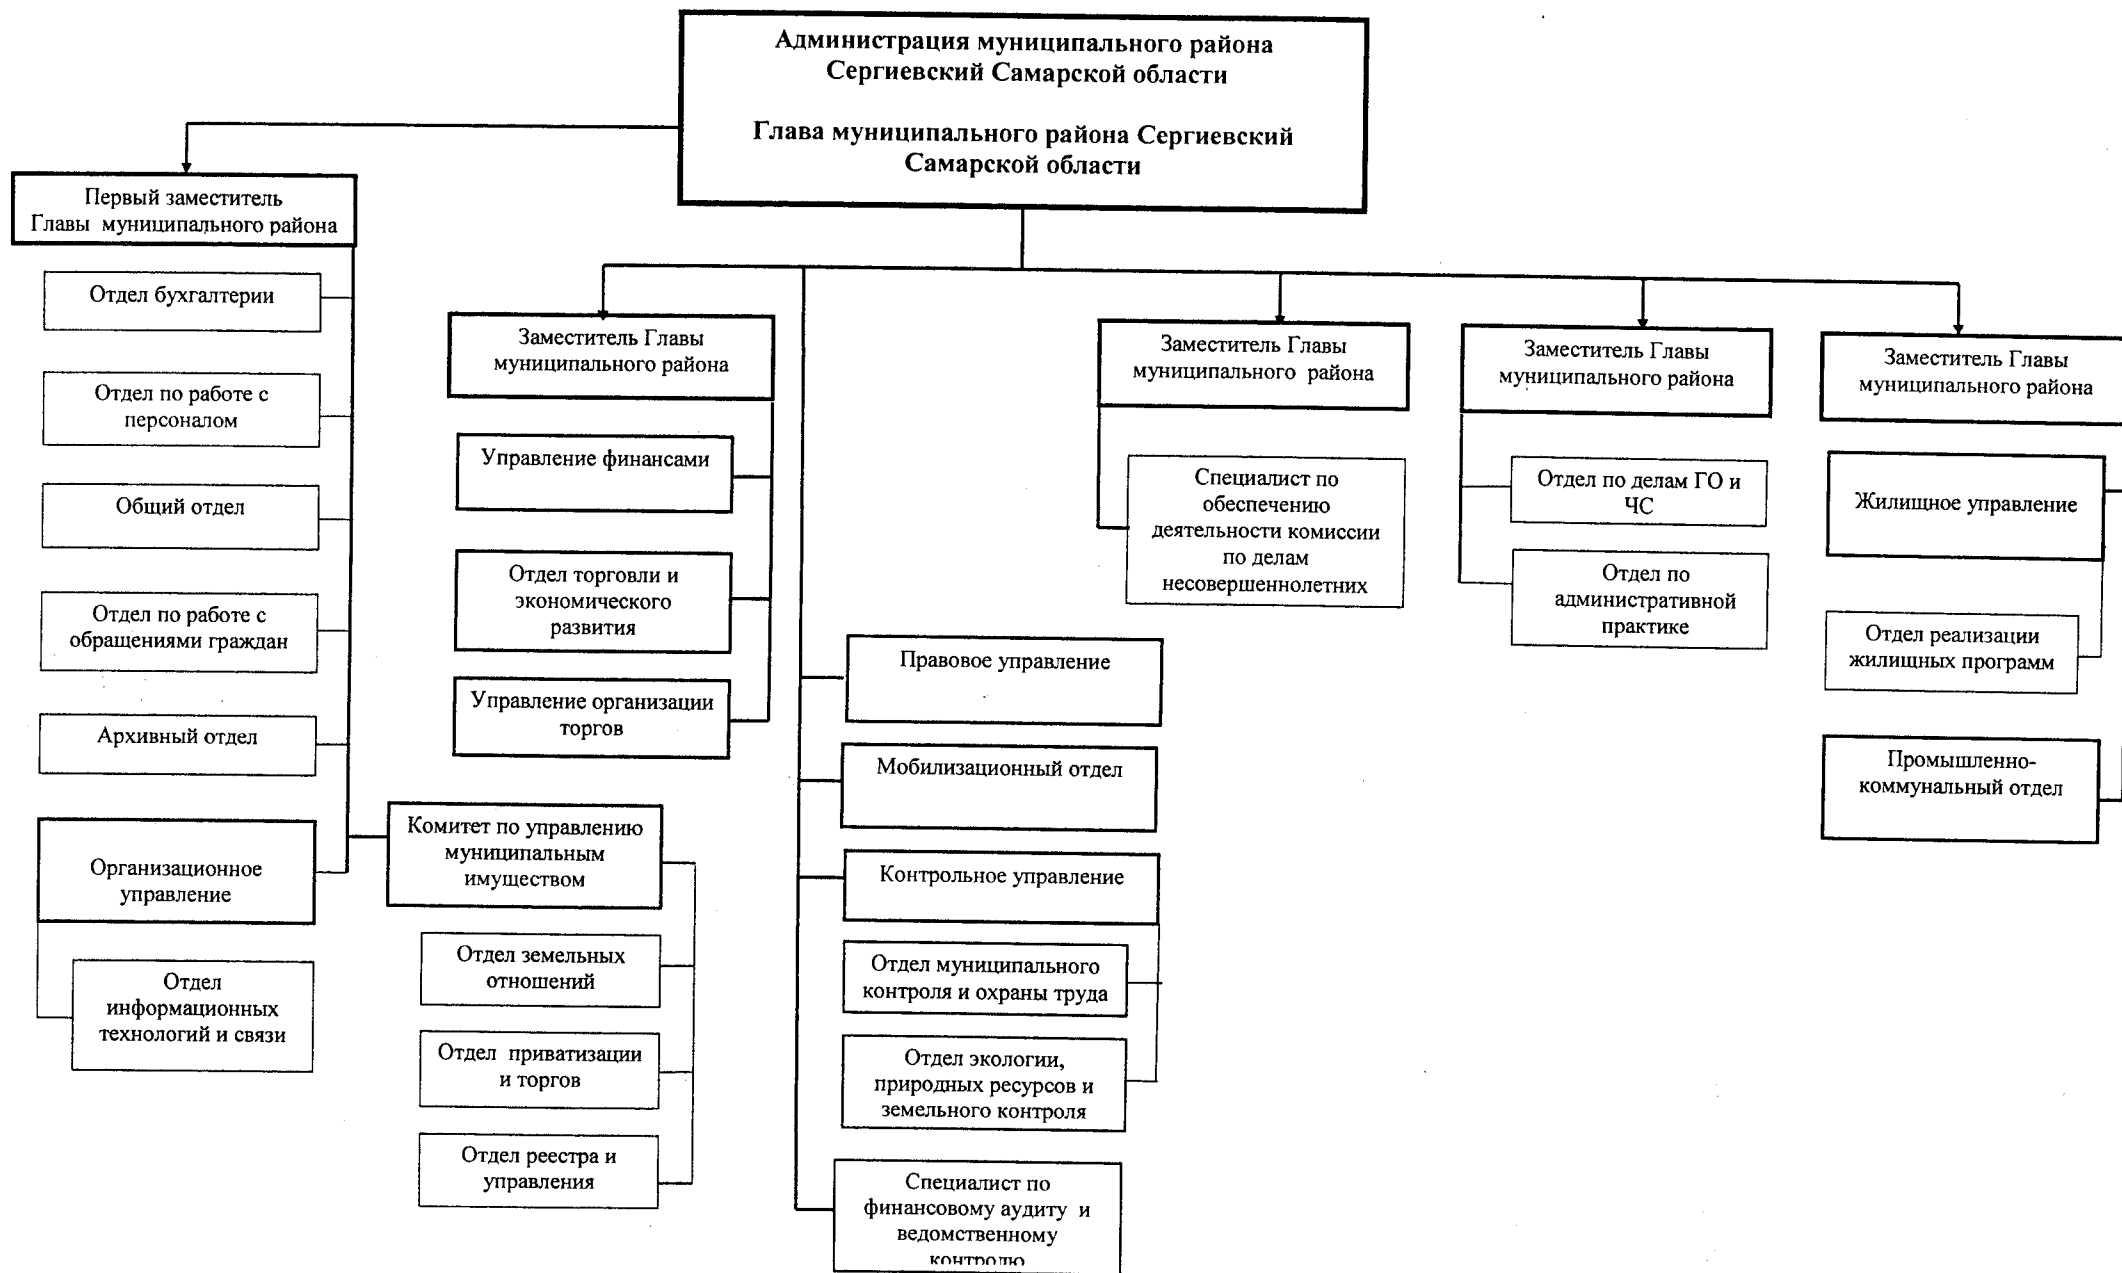 Администрация муниципального района
Сергиевский Самарской области
Глава муниципального района Сергиевский
Самарской области
Первый заместитель
Главы муниципального района
Отдел бухгалтерии
Отдел по работе с
персоналом
Общий отдел
Отдел по работе с
обращениями граждан
Архивный отдел
Организационное
управление
Отдел
информационных
технологий и связи
Комитет по управлению
муниципальным
имуществом
Отдел земельных
отношений
Отдел приватизации
и торгов
Отдел реестра и
управления
Заместитель Главы
муниципального района
Управление финансами
Отдел торговли и
экономического
развития
Управление организации
торгов
Правовое управление
Мобилизационный отдел
Контрольное управление
Отдел муниципального
контроля и охраны труда
Отдел экологии,
природных ресурсов и
земельного контроля
Специалист по
финансовому аудиту и
ведомственному
контролю
Заместитель Главы
муниципального района
Специалист по
обеспечению
деятельности комиссии
по делам
несовершеннолетних
Заместитель Главы
муниципального района
Отдел по делам ГО и
ЧС
Отдел по
административной
практике
Заместитель Главы
муниципального района
Жилищное управление
Отдел реализации
жилищных программ
Промышленно-
коммунальный отдел